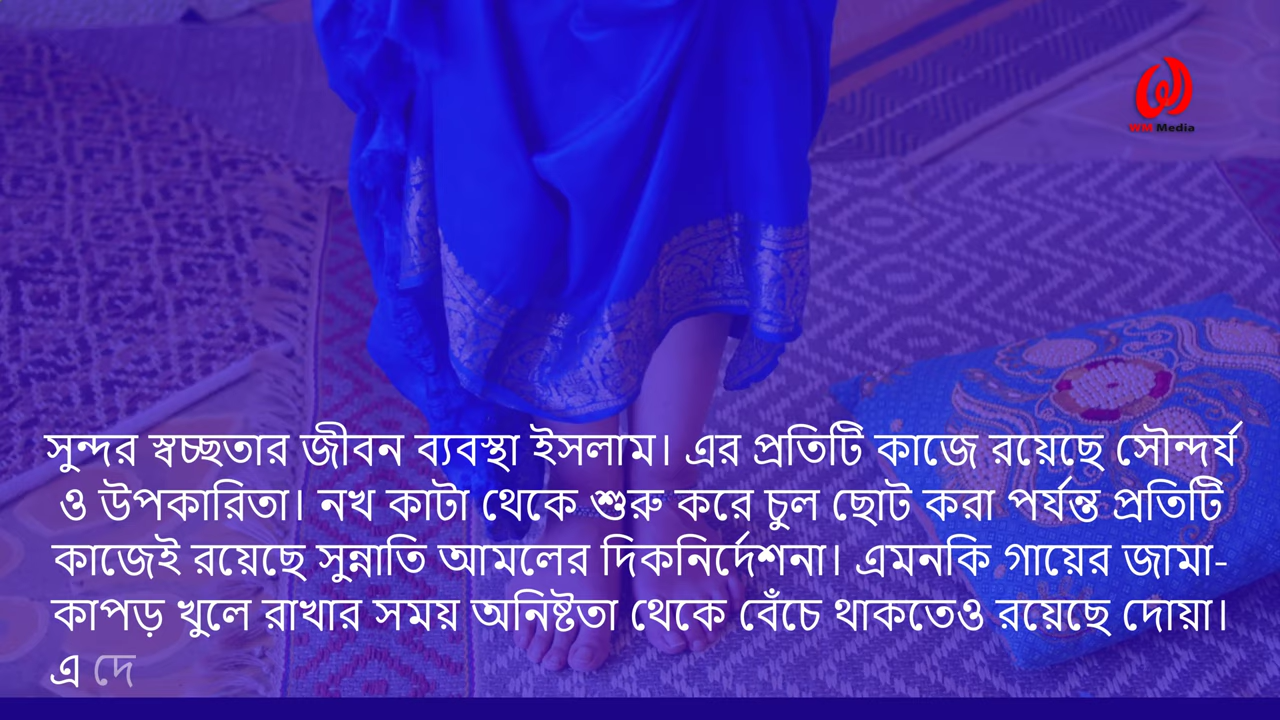 WM Media
সুন্দর স্বচ্ছতার জীবন ব্যবস্থা ইসলাম। এর প্রতিটি কাজে রয়েছে সৌন্দর্য
ও উপকারিতা। নখ কাটা থেকে শুরু করে চুল ছোট করা পর্যন্ত প্রতিটি
কাজেই রয়েছে সুন্নাতি আমলের দিকনির্দেশনা। এমনকি গায়ের জামা-
কাপড় খুলে রাখার সময় অনিষ্টতা থেকে বেঁচে থাকতেও রয়েছে দোয়া।
এ দে